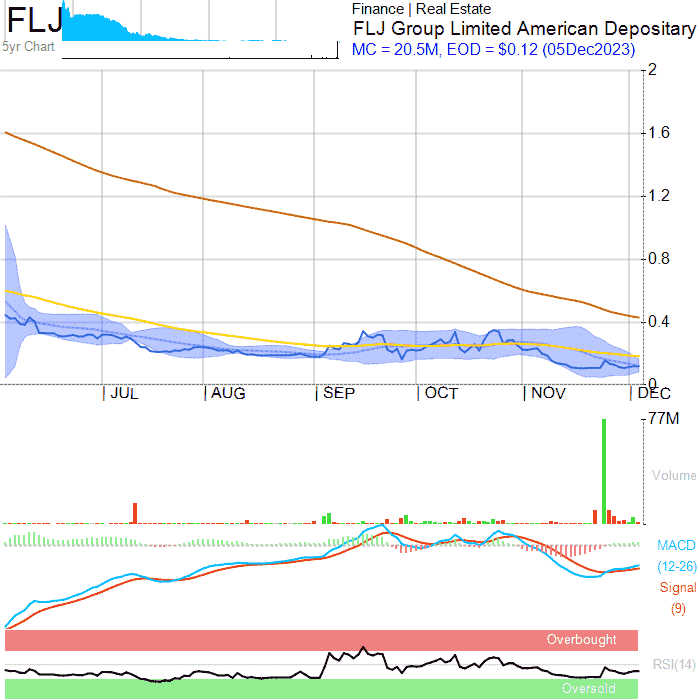 FLJ
5yr Chart
Finance | Real Estate
FLJ Group Limited American Depositary
MC = 20.5M, EOD = $0.12 (05Dec2023)
2
1.6
1.2
0.8
0.4
0
JUL
AUG
SEP
OCT
NOV
DEC
77M
Volume
MACD
(12-26)
Signal
(9)
Overbought
RSI(14)
Oversold